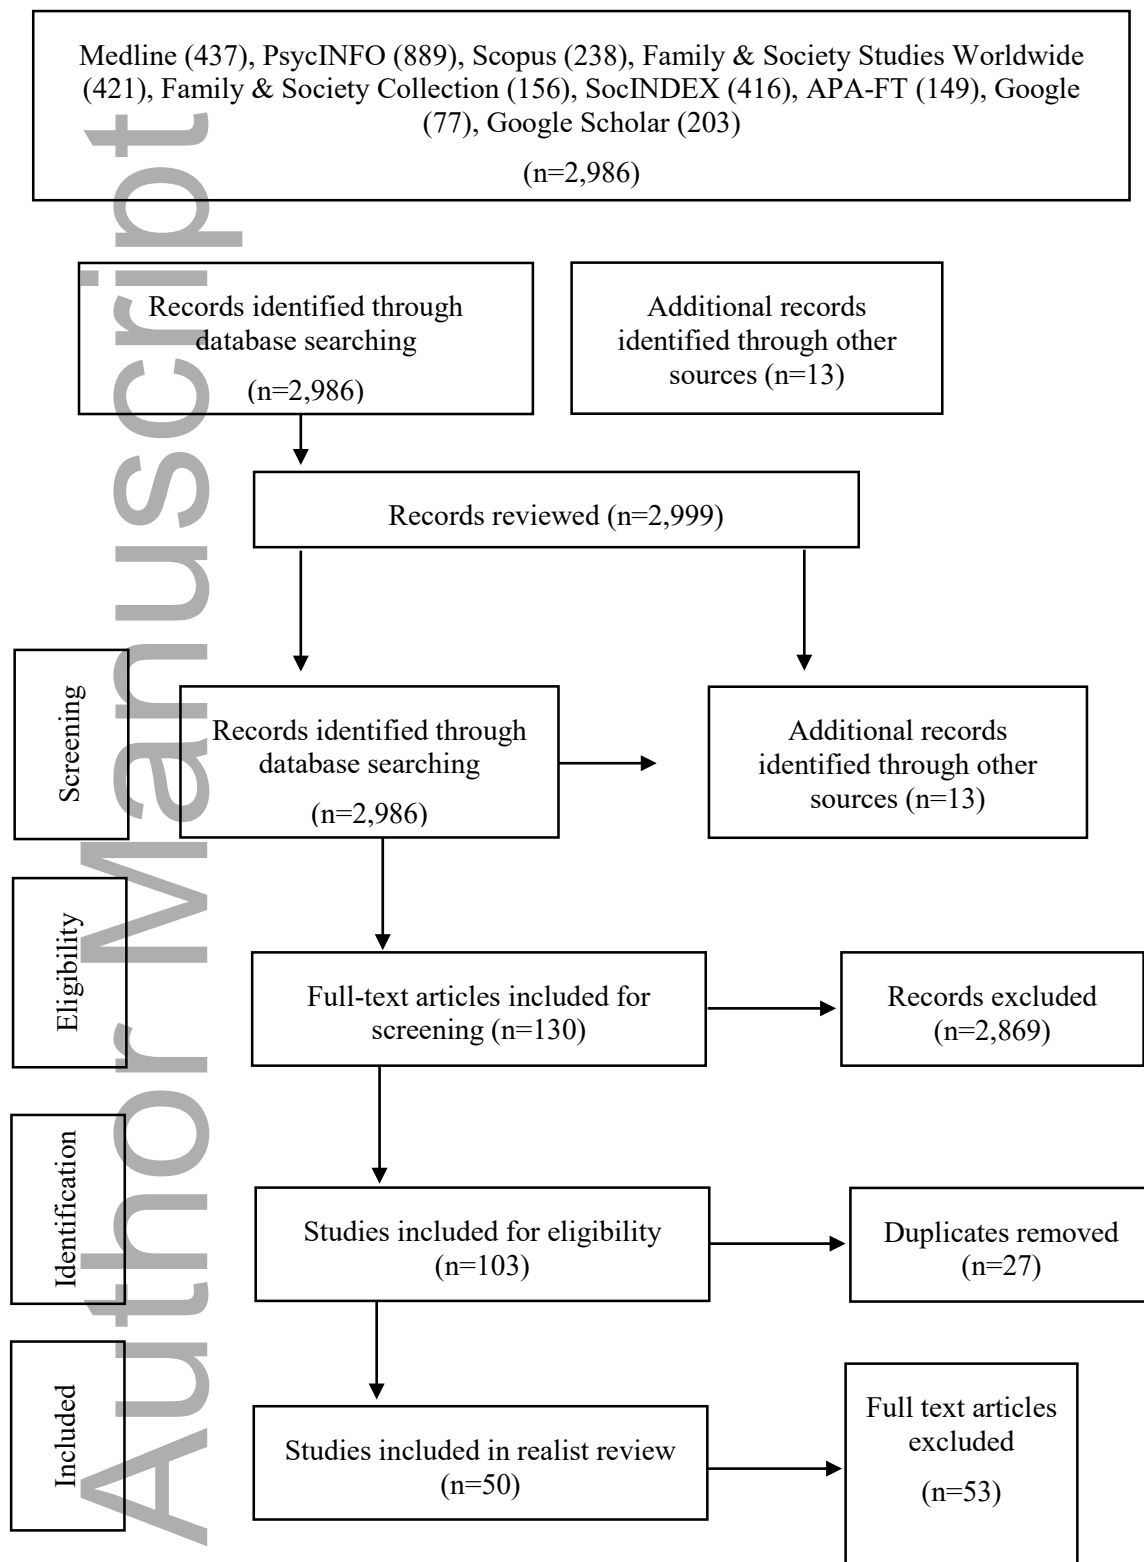 Medline (437), PsycINFO (889), Scopus (238), Family & Society Studies Worldwide
(421), Family & Society Collection (156), SocINDEX (416), APA-FT (149), Google
(77), Google Scholar (203)
(n=2,986)
Records identified through
database searching
(n=2,986)
Additional records
identified through other
sources (n=13)
Records reviewed (n=2,999)
Screening
Records identified through
database searching
(n=2,986)
Additional records
identified through other
sources (n=13)
Eligibility
Full-text articles included for
screening (n=130)
Records excluded
(n=2,869)
Identification
Studies included for eligibility
(n=103)
Duplicates removed
(n=27)
Included
Studies included in realist review
(n=50)
Full text articles
excluded
(n=53)
Author Manuscript